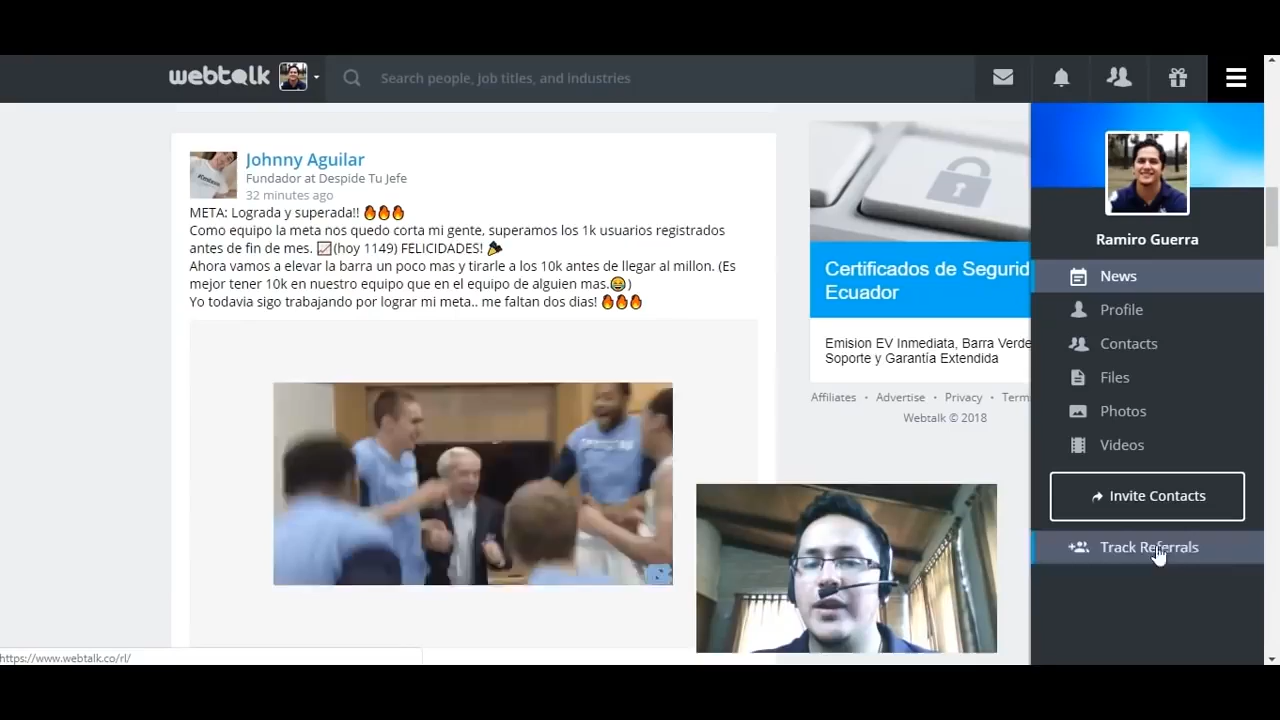 webtalk
Search people, Job titles, and industries
Johnny Aguilar
Fundador at Despide Tu Jefe
32 minutes ago
META: Lograda y superada!! 🔥🔥🔥
Como equipo la meta nos quedo corta mi gente, superamos los 1k usuarios registrados
antes de fin de mes. 📈(hoy 1149) FELICIDADES! 🎉
Ahora vamos a elevar la barra un poco mas y tirarle a los 10k antes de llegar al millon. (Es
mejor tener 10k en nuestro equipo que en el equipo de alguien mas.😂)
Yo todavia sigo trabajando por lograr mi meta.. me faltan dos dias! 🔥🔥🔥
Certificados de Segurid
Ecuador
Emision EV Inmediata, Barra Verde
Soporte y Garantía Extendida
Affiliates • Advertise • Privacy • Term
Webtalk © 2018
Ramiro Guerra
News
Profile
Contacts
Files
Photos
Videos
Invite Contacts
Track Referrals
https://www.webtalk.co/rl/